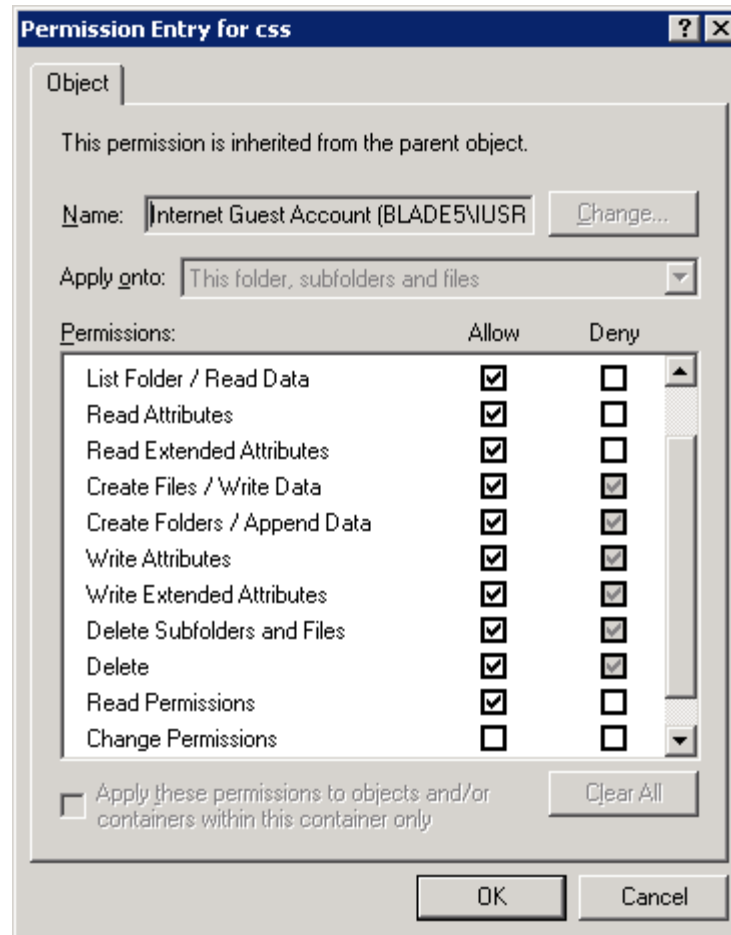 Permission Entry for css
Object
This permission is inherited from the parent object.
Name: Internet Guest Account (BLADE5\IUSR Change...
Apply onto: This folder, subfolders and files
Permissions: Allow Deny
List Folder / Read Data
Read Attributes
Read Extended Attributes
Create Files / Write Data
Create Folders / Append Data
Write Attributes
Write Extended Attributes
Delete Subfolders and Files
Delete
Read Permissions
Change Permissions
Apply these permissions to objects and/or containers within this container only
Clear All
OK Cancel